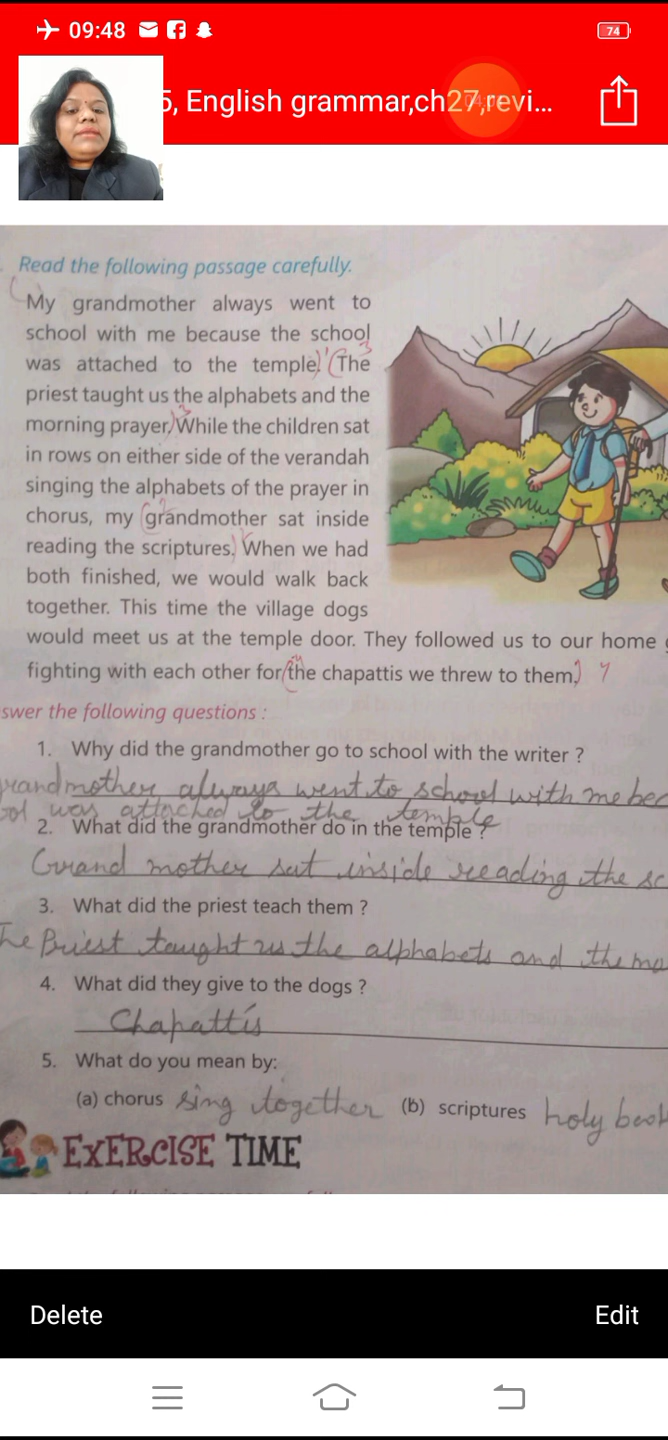 09:48
74
5, English grammar,ch27,revi...
Read the following passage carefully.
My grandmother always went to
school with me because the school
was attached to the temple. The
priest taught us the alphabets and the
morning prayer. While the children sat
in rows on either side of the verandah
singing the alphabets of the prayer in
chorus, my grandmother sat inside
reading the scriptures. When we had
both finished, we would walk back
together. This time the village dogs
would meet us at the temple door. They followed us to our home
fighting with each other for the chapattis we threw to them.
swer the following questions :
1. Why did the grandmother go to school with the writer ?
randmother always went to school with me bec
ool was attached to the temple
2. What did the grandmother do in the temple ?
Grand mother sat inside reading the sc
3. What did the priest teach them ?
he Priest taught us the alphabets and the mo
4. What did they give to the dogs ?
Chapattis
5. What do you mean by:
(a) chorus sing together (b) scriptures holy book
EXERCISE TIME
Delete Edit